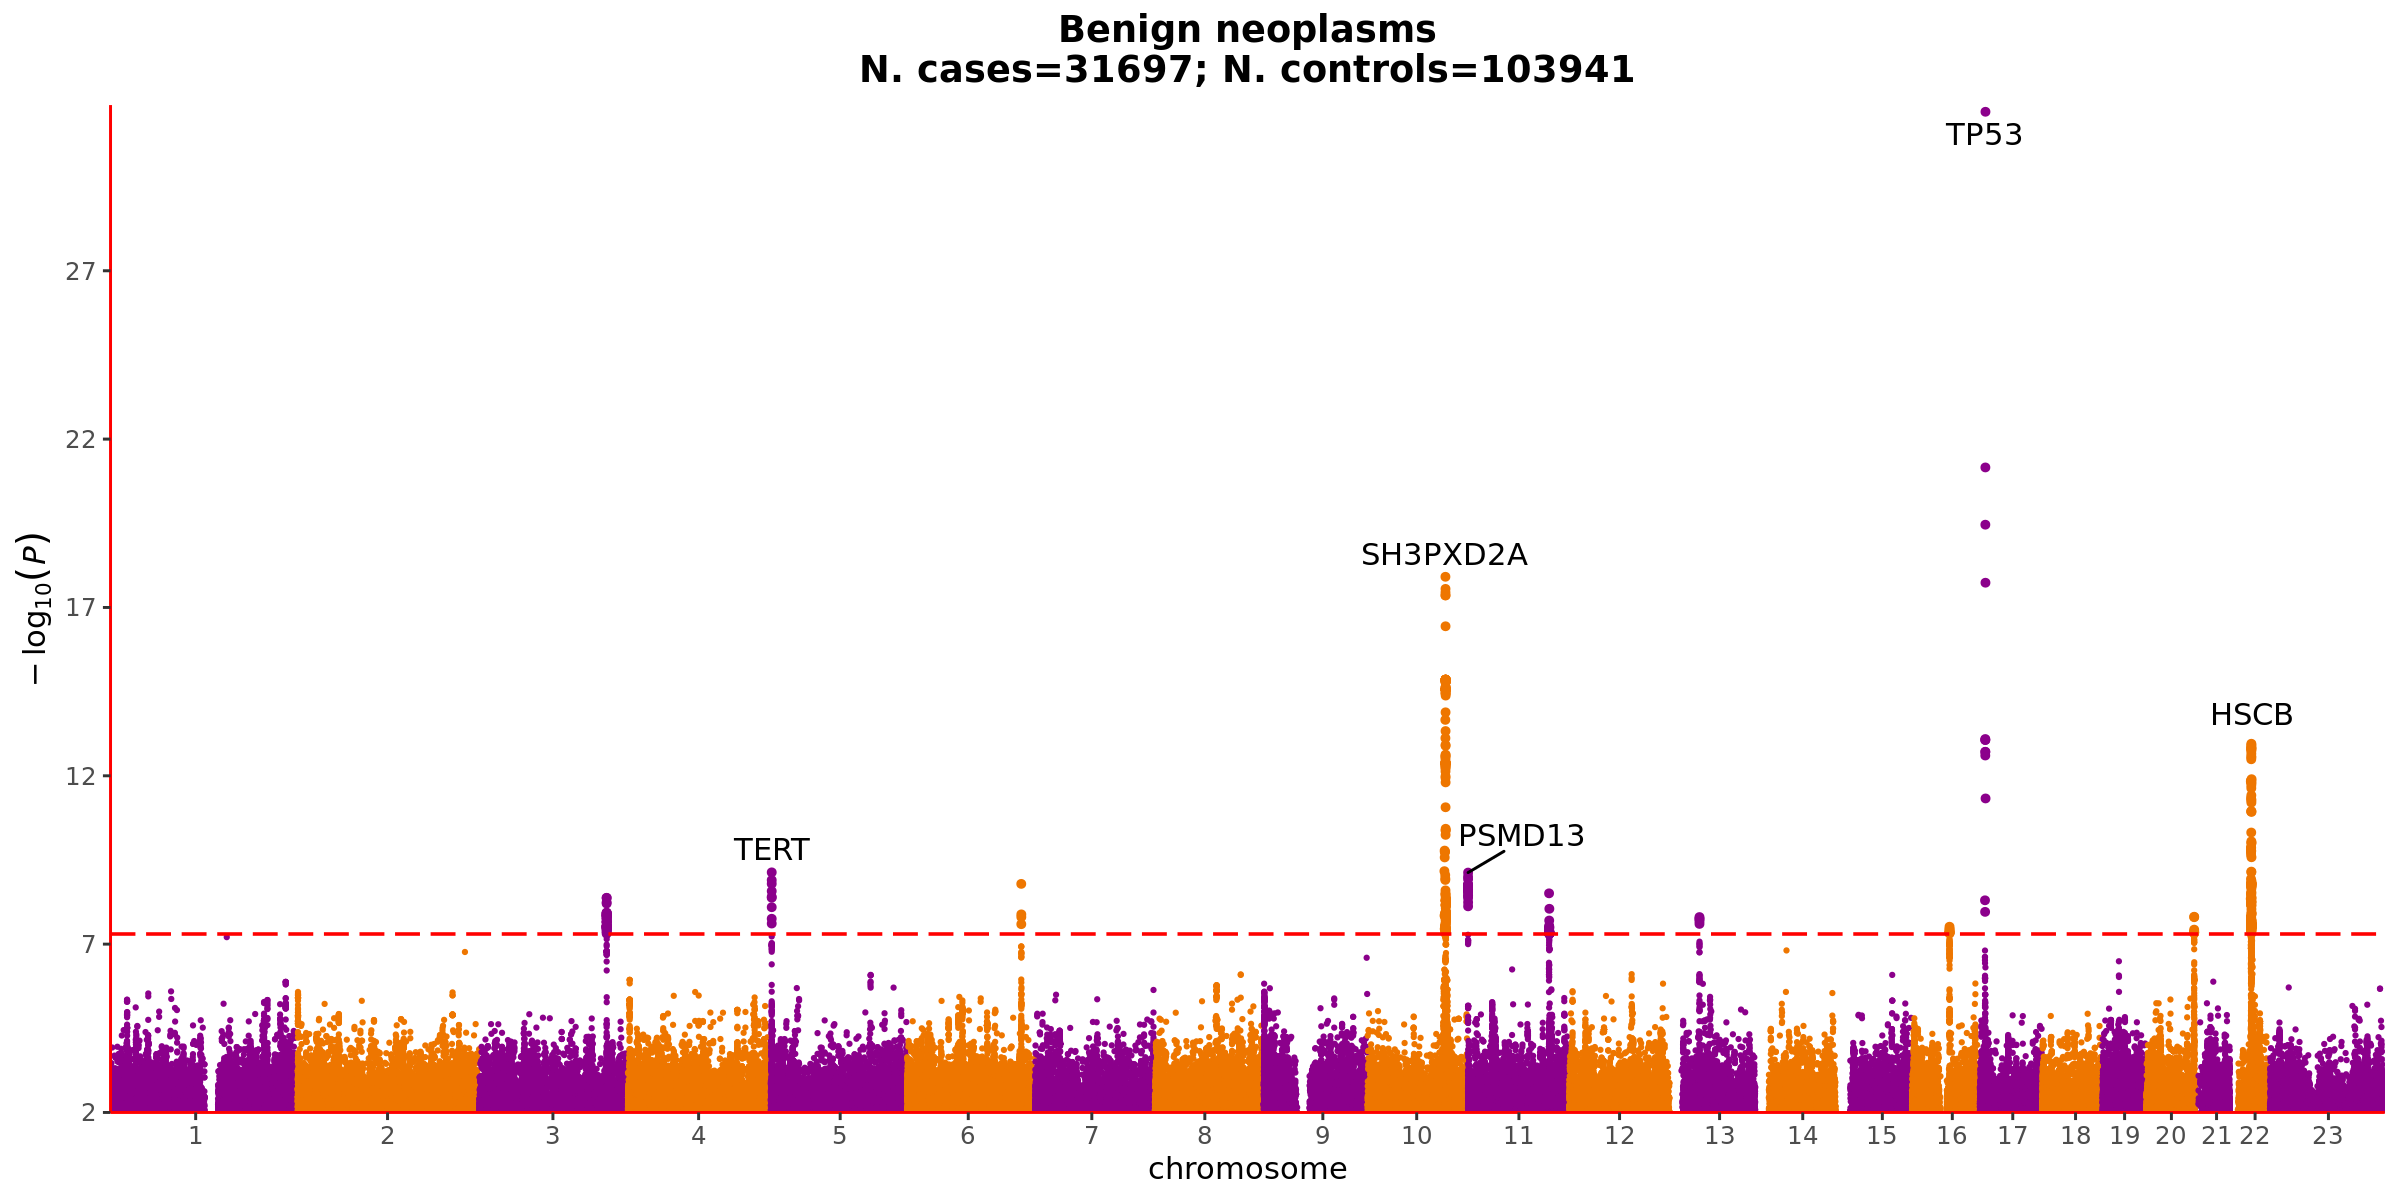 Benign neoplasms
N. cases=31697; N. controls=103941
TP53
27
22
− log10(P)
17
SH3PXD2A
HSCB
12
TERT
PSMD13
7
2
1 2 3 4 5 6 7 8 9 10 11 12 13 14 15 16 17 18 19 20 21 22 23
chromosome